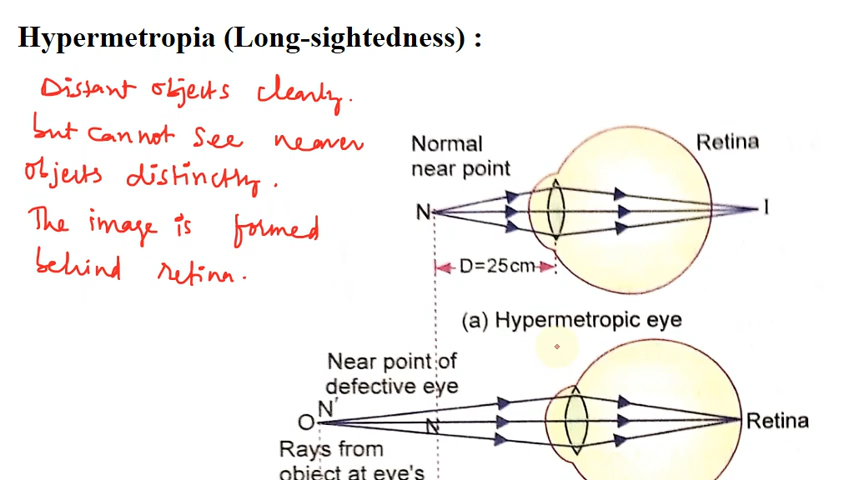 Hypermetropia (Long-sightedness) :
Distant objects clearly.
but cannot see nearer
objects distinctly.
The image is formed
behind retina.
Normal
near point
Retina
N
I
D=25cm
(a) Hypermetropic eye
Near point of
defective eye
N'
O
N
Retina
Rays from
object at eye's